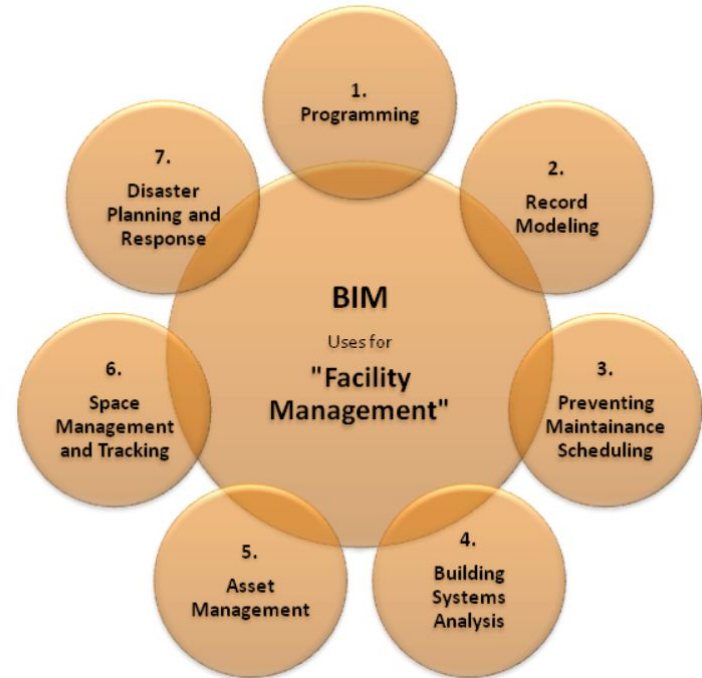 BIM
Uses for
"Facility
Management"
1.
Programming
2.
Record
Modeling
3.
Preventing
Maintainance
Scheduling
4.
Building
Systems
Analysis
5.
Asset
Management
6.
Space
Management
and Tracking
7.
Disaster
Planning and
Response